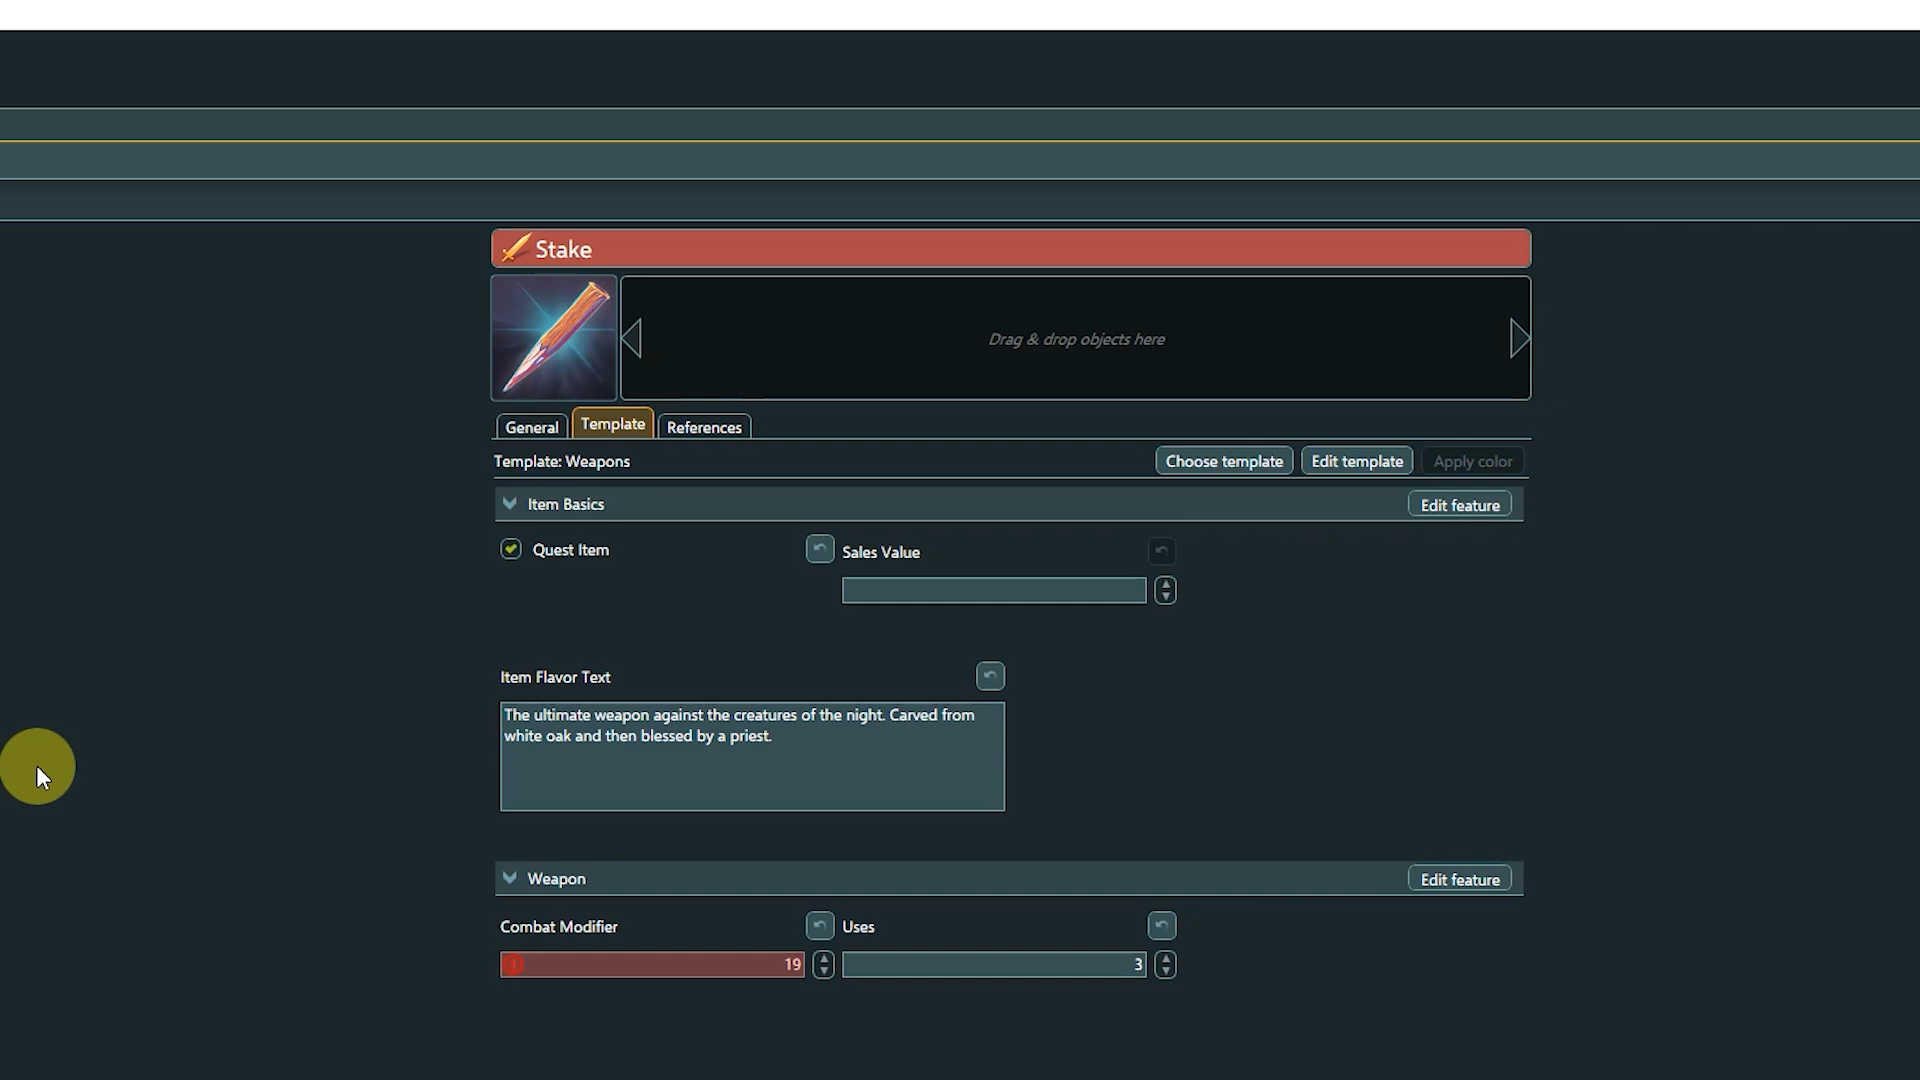 Stake
Drag & drop objects here
General
Template
References
Template: Weapons
Choose template
Edit template
Apply color
Item Basics
Edit feature
Quest Item
Sales Value
Item Flavor Text
The ultimate weapon against the creatures of the night. Carved from
white oak and then blessed by a priest.
Weapon
Edit feature
Combat Modifier
Uses
19
3